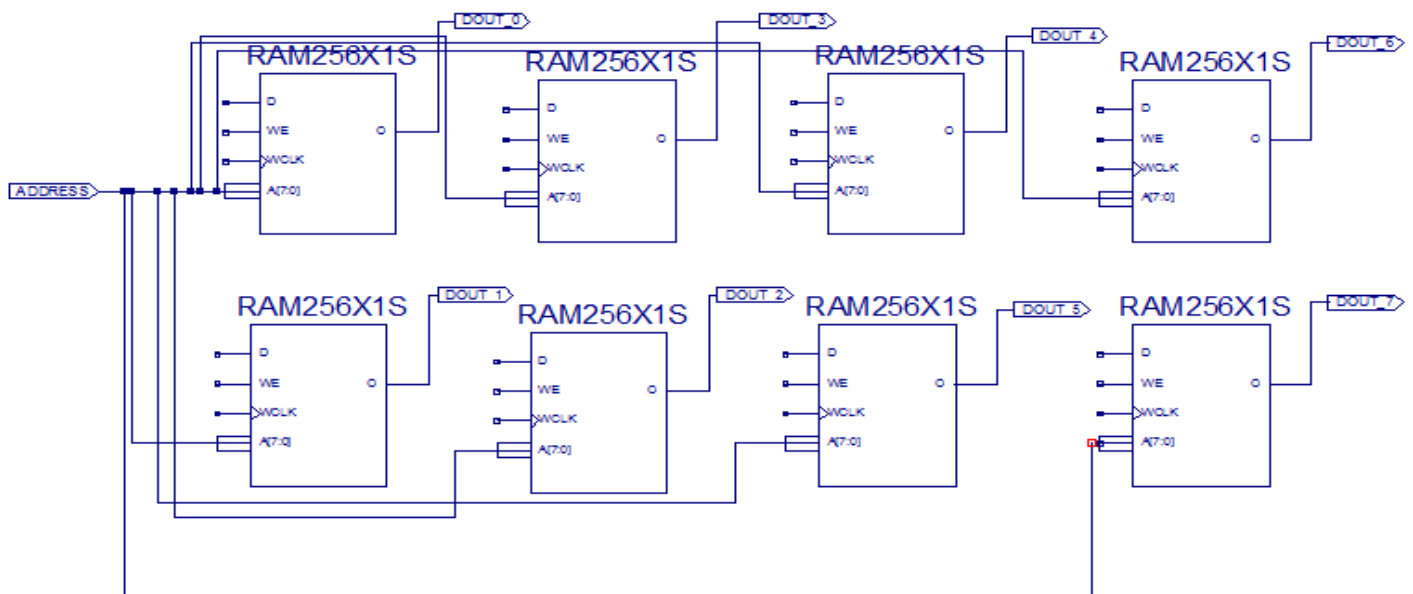 DOUT_0 DOUT_3 DOUT_4 DOUT_6
RAM256X1S RAM256X1S RAM256X1S RAM256X1S
D D D D
WE O WE O WE O WE O
WCLK WCLK WCLK WCLK
ADDRESS A[7:0] A[7:0] A[7:0] A[7:0]
DOUT_1 DOUT_2 DOUT_5 DOUT_7
RAM256X1S RAM256X1S RAM256X1S RAM256X1S
D D D D
WE O WE O WE O WE O
WCLK WCLK WCLK WCLK
A[7:0] A[7:0] A[7:0] A[7:0]